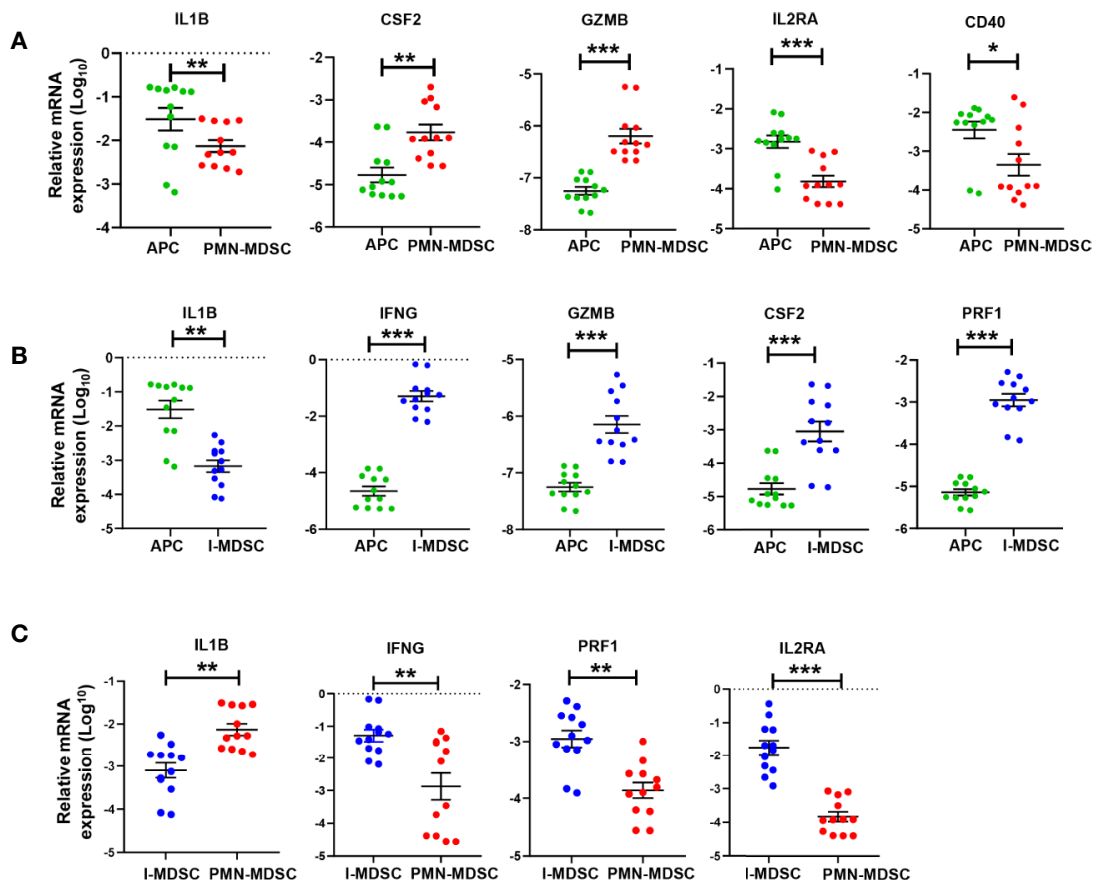 A
IL1B
CSF2
GZMB
IL2RA
CD40
Relative mRNA
expression (Log10)
**
**
***
***
*
0
-1
-2
-3
-4
-2
-3
-4
-5
-6
-5
-6
-7
-8
-1
-2
-3
-4
-5
-1
-2
-3
-4
-5
APC PMN-MDSC
APC PMN-MDSC
APC PMN-MDSC
APC PMN-MDSC
APC PMN-MDSC
B
IL1B
IFNG
GZMB
CSF2
PRF1
Relative mRNA
expression (Log10)
**
***
***
***
***
0
-1
-2
-3
-4
-5
0
-2
-4
-6
-5
-6
-7
-8
-1
-2
-3
-4
-5
-6
-2
-3
-4
-5
-6
APC I-MDSC
APC I-MDSC
APC I-MDSC
APC I-MDSC
APC I-MDSC
C
IL1B
IFNG
PRF1
IL2RA
Relative mRNA
expression (Log10)
**
**
**
***
-1
-2
-3
-4
-5
0
-1
-2
-3
-4
-5
-2
-3
-4
-5
0
-1
-2
-3
-4
-5
I-MDSC PMN-MDSC
I-MDSC PMN-MDSC
I-MDSC PMN-MDSC
I-MDSC PMN-MDSC